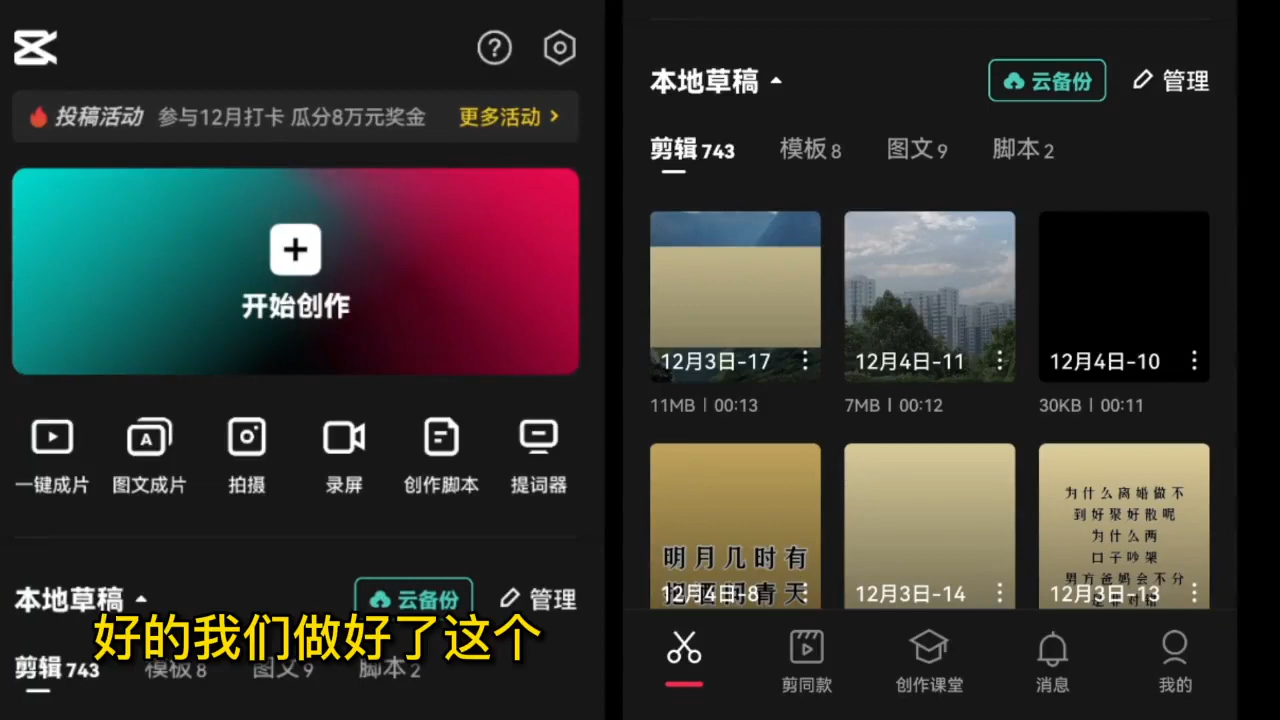 投稿活动 参与12月打卡 瓜分8万元奖金 更多活动
开始创作
一键成片 图文成片 拍摄 录屏 创作脚本 提词器
本地草稿 云备份 管理
好的我们做好了这个
剪辑 743 模板 8 图文 9 脚本 2
本地草稿 云备份 管理
剪辑 743 模板 8 图文 9 脚本 2
12月3日-17 12月4日-11 12月4日-10
11MB | 00:13 7MB | 00:12 30KB | 00:11
为什么离婚做不
到好聚好散呢
为什么两
口子吵架
男方爸妈会不分
明月几时有
12月4日-8 12月3日-14 12月3日-13
剪同款 创作课堂 消息 我的